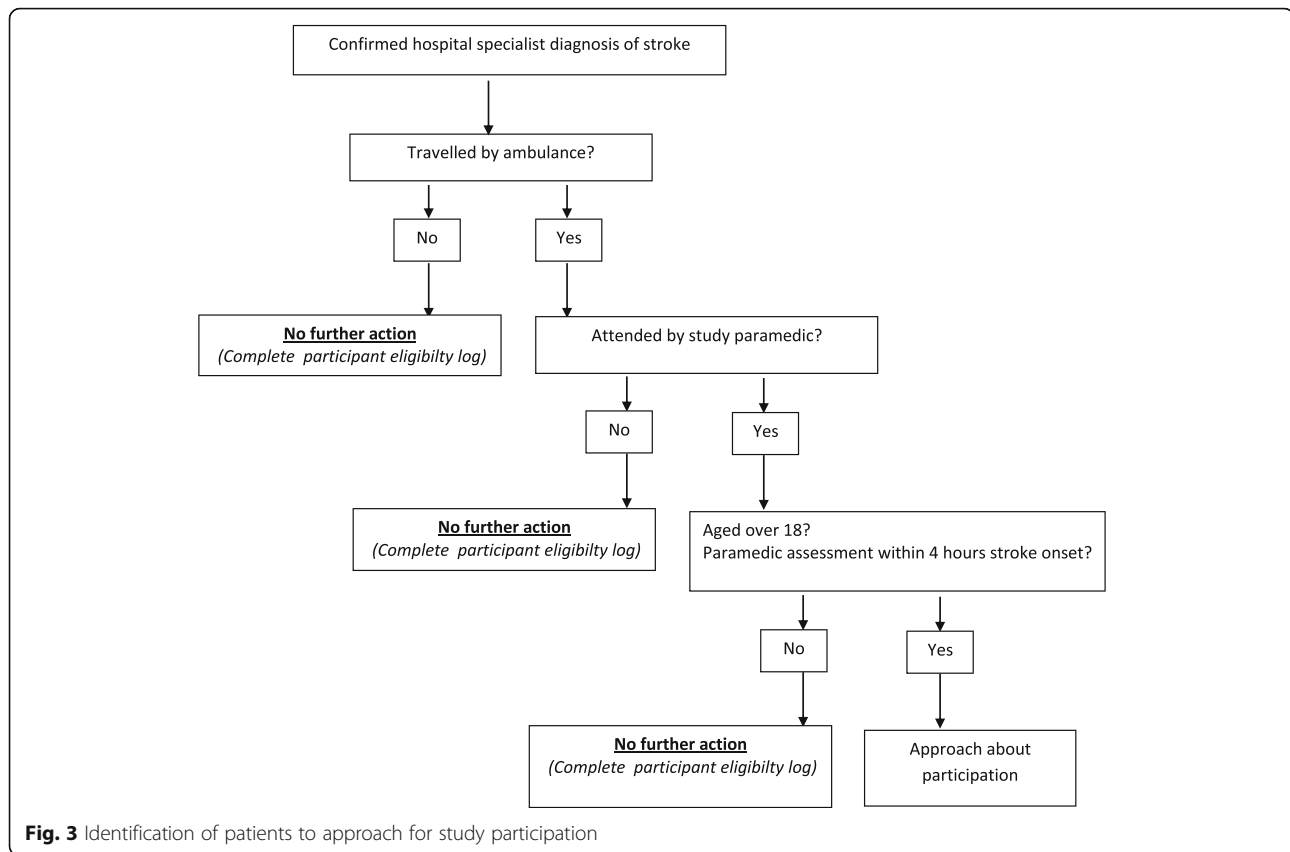 Confirmed hospital specialist diagnosis of stroke
Travelled by ambulance?
No
Yes
No further action
(Complete participant eligibilty log)
Attended by study paramedic?
No
Yes
No further action
(Complete participant eligibilty log)
Aged over 18?
Paramedic assessment within 4 hours stroke onset?
No
Yes
No further action
(Complete participant eligibilty log)
Approach about
participation
Fig. 3 Identification of patients to approach for study participation